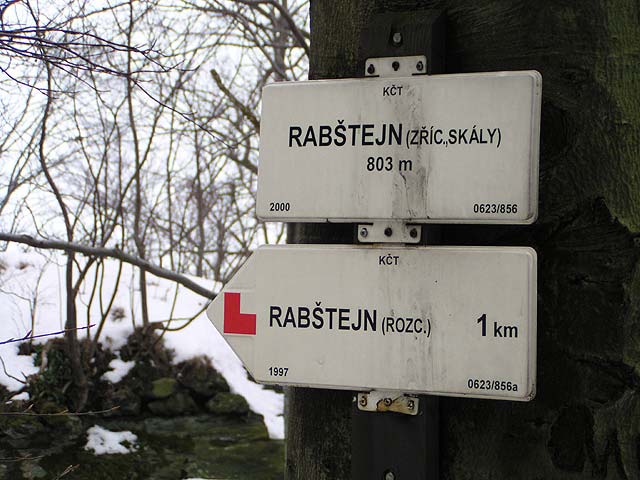 KČT
RABŠTEJN (ZŘÍC.,SKÁLY)
803 m
2000 0623/856
KČT
RABŠTEJN (ROZC.) 1 km
1997 0623/856a